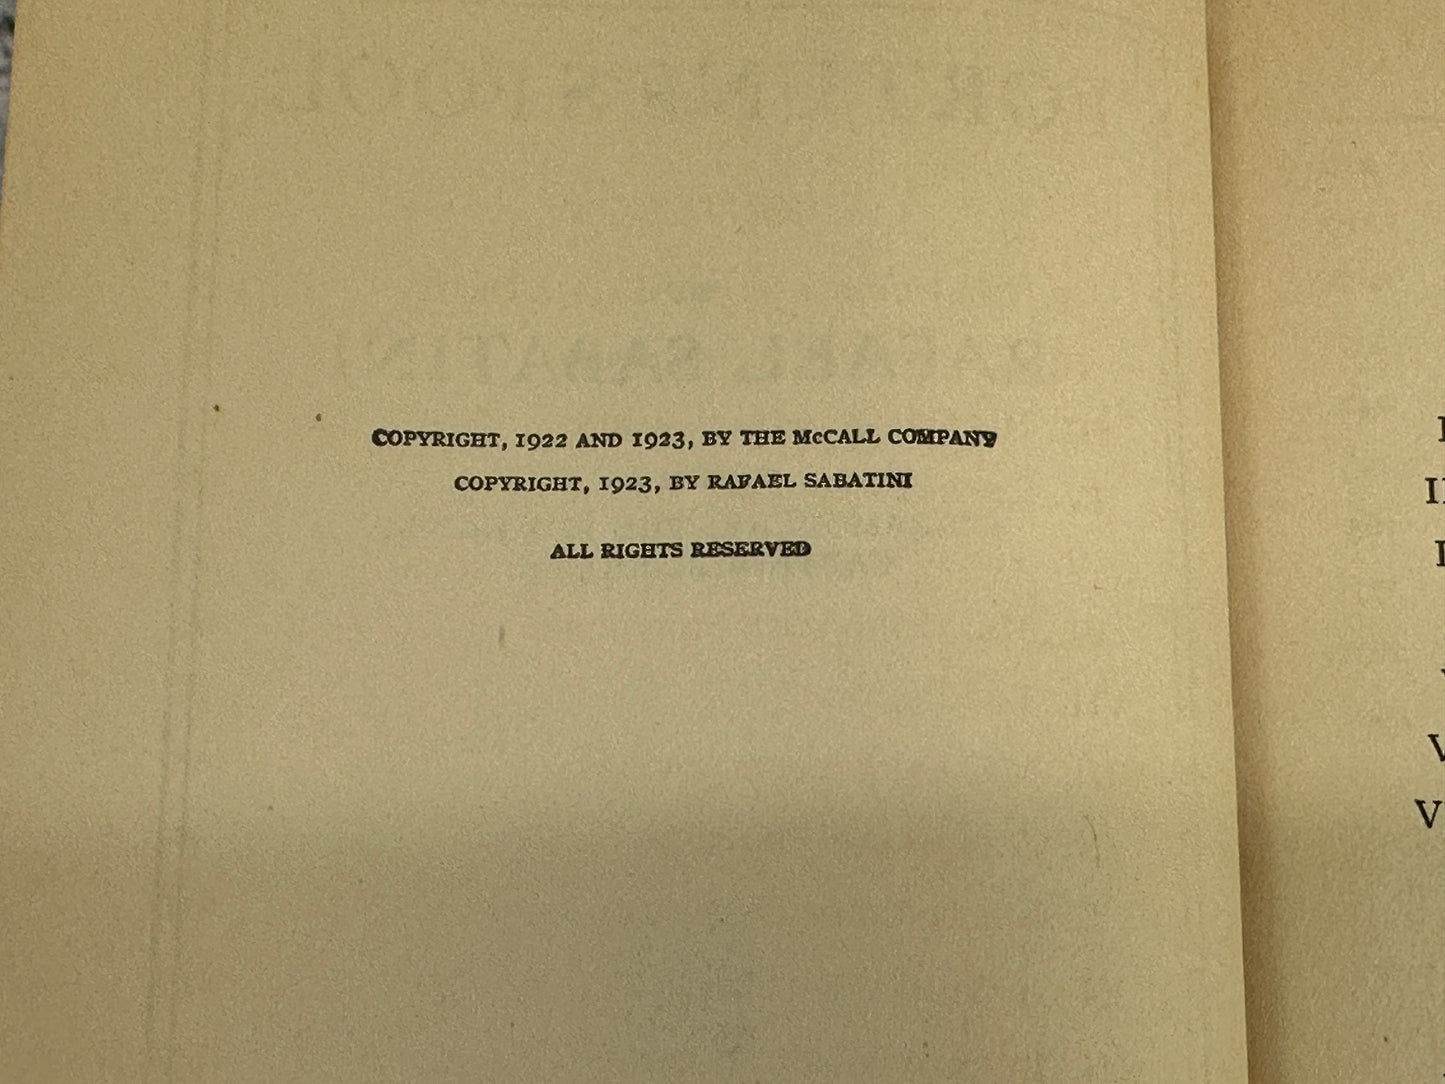 COPYRIGHT, 1922 AND 1923, BY THE McCALL COMPANY
COPYRIGHT, 1923, BY RAFAEL SABATINI
ALL RIGHTS RESERVED